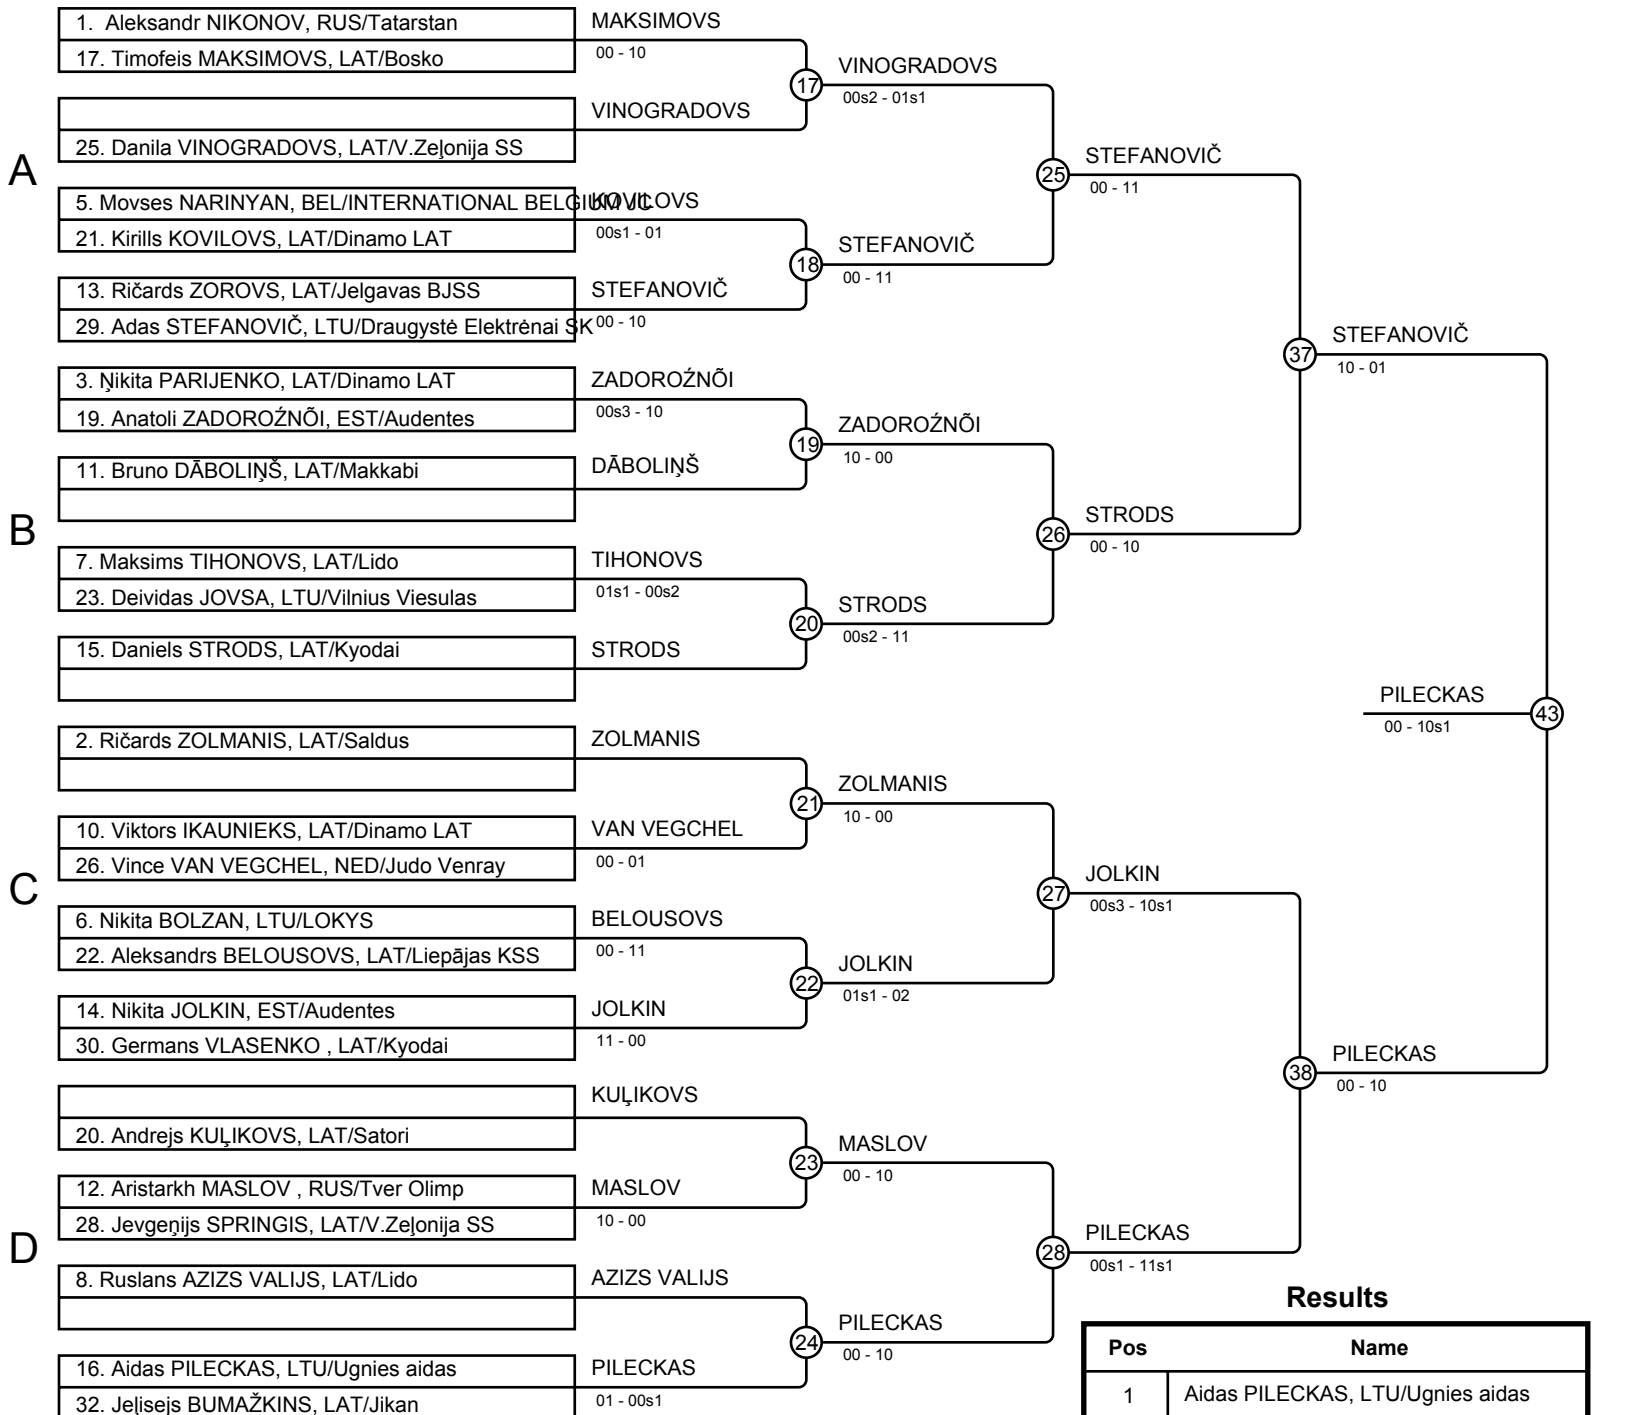 1. Aleksandr NIKONOV, RUS/Tatarstan
17. Timofeis MAKSIMOVS, LAT/Bosko
25. Danila VINOGRADOVS, LAT/V.Zeļonija SS
A
5. Movses NARINYAN, BEL/INTERNATIONAL BELGIUM JC
21. Kirills KOVILOVS, LAT/Dinamo LAT
13. Ričards ZOROVS, LAT/Jelgavas BJSS
29. Adas STEFANOVIČ, LTU/Draugystė Elektrėnai SK
3. Ņikita PARIJENKO, LAT/Dinamo LAT
19. Anatoli ZADOROŹNÕI, EST/Audentes
11. Bruno DĀBOLIŅŠ, LAT/Makkabi
B
7. Maksims TIHONOVS, LAT/Lido
23. Deividas JOVSA, LTU/Vilnius Viesulas
15. Daniels STRODS, LAT/Kyodai
2. Ričards ZOLMANIS, LAT/Saldus
10. Viktors IKAUNIEKS, LAT/Dinamo LAT
26. Vince VAN VEGCHEL, NED/Judo Venray
C
6. Nikita BOLZAN, LTU/LOKYS
22. Aleksandrs BELOUSOVS, LAT/Liepājas KSS
14. Nikita JOLKIN, EST/Audentes
30. Germans VLASENKO , LAT/Kyodai
20. Andrejs KUĻIKOVS, LAT/Satori
12. Aristarkh MASLOV , RUS/Tver Olimp
28. Jevgeņijs SPRINGIS, LAT/V.Zeļonija SS
D
8. Ruslans AZIZS VALIJS, LAT/Lido
16. Aidas PILECKAS, LTU/Ugnies aidas
32. Jeļisejs BUMAŽKINS, LAT/Jikan
MAKSIMOVS
00 - 10
VINOGRADOVS
KOVILOVS
00s1 - 01
STEFANOVIČ
00 - 10
ZADOROŹNÕI
00s3 - 10
DĀBOLIŅŠ
TIHONOVS
01s1 - 00s2
STRODS
ZOLMANIS
VAN VEGCHEL
00 - 01
BELOUSOVS
00 - 11
JOLKIN
11 - 00
KUĻIKOVS
MASLOV
10 - 00
AZIZS VALIJS
PILECKAS
01 - 00s1
17
VINOGRADOVS
00s2 - 01s1
18
STEFANOVIČ
00 - 11
19
ZADOROŹNÕI
10 - 00
20
STRODS
00s2 - 11
21
ZOLMANIS
10 - 00
22
JOLKIN
01s1 - 02
23
MASLOV
00 - 10
24
PILECKAS
00 - 10
25
STEFANOVIČ
00 - 11
26
STRODS
00 - 10
27
JOLKIN
00s3 - 10s1
28
PILECKAS
00s1 - 11s1
37
STEFANOVIČ
10 - 01
38
PILECKAS
00 - 10
PILECKAS
43
00 - 10s1
Results
Pos Name
1 Aidas PILECKAS, LTU/Ugnies aidas